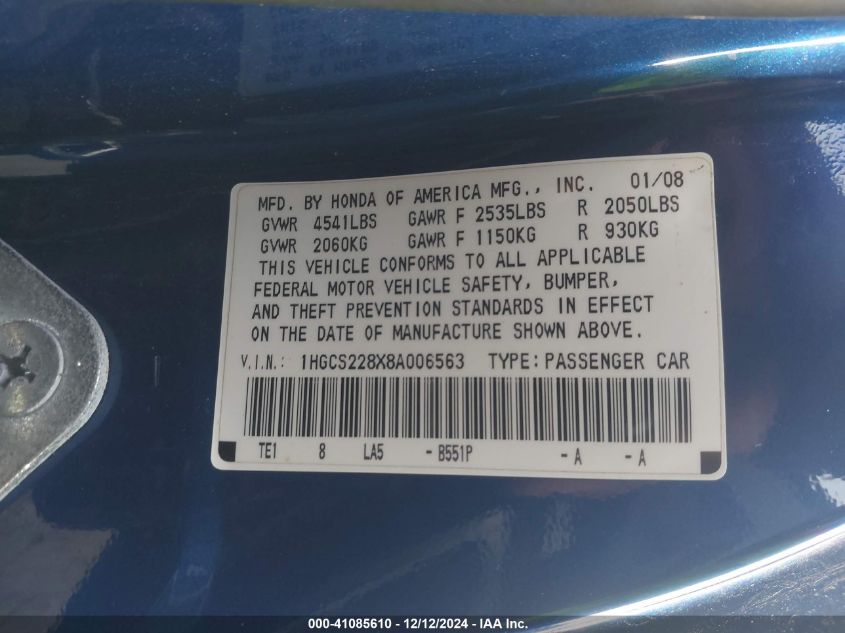 MFD. BY HONDA OF AMERICA MFG., INC. 01/08
GVWR 4541LBS GAWR F 2535LBS R 2050LBS
GVWR 2060KG GAWR F 1150KG R 930KG
THIS VEHICLE CONFORMS TO ALL APPLICABLE
FEDERAL MOTOR VEHICLE SAFETY, BUMPER,
AND THEFT PREVENTION STANDARDS IN EFFECT
ON THE DATE OF MANUFACTURE SHOWN ABOVE.
V.I.N.: 1HGCS228X8A006563 TYPE: PASSENGER CAR
TE1 8 LA5 - B551P - A - A
000-41085610 - 12/12/2024 - IAA Inc.